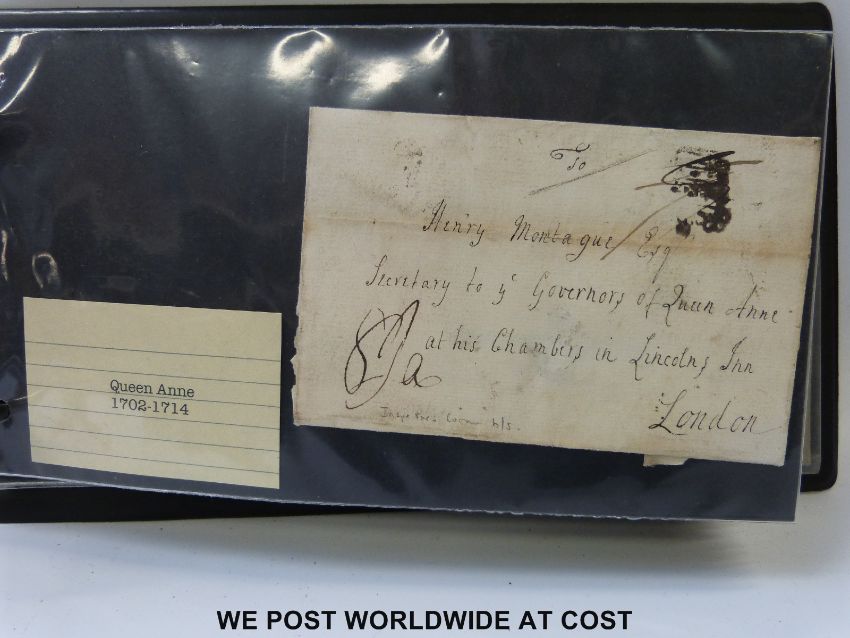 To
Henry Montague Esqr
Secretary to ye Governors of Queen Anne
at his Chambers in Lincolns Inn
London
Queen Anne
1702-1714
WE POST WORLDWIDE AT COST